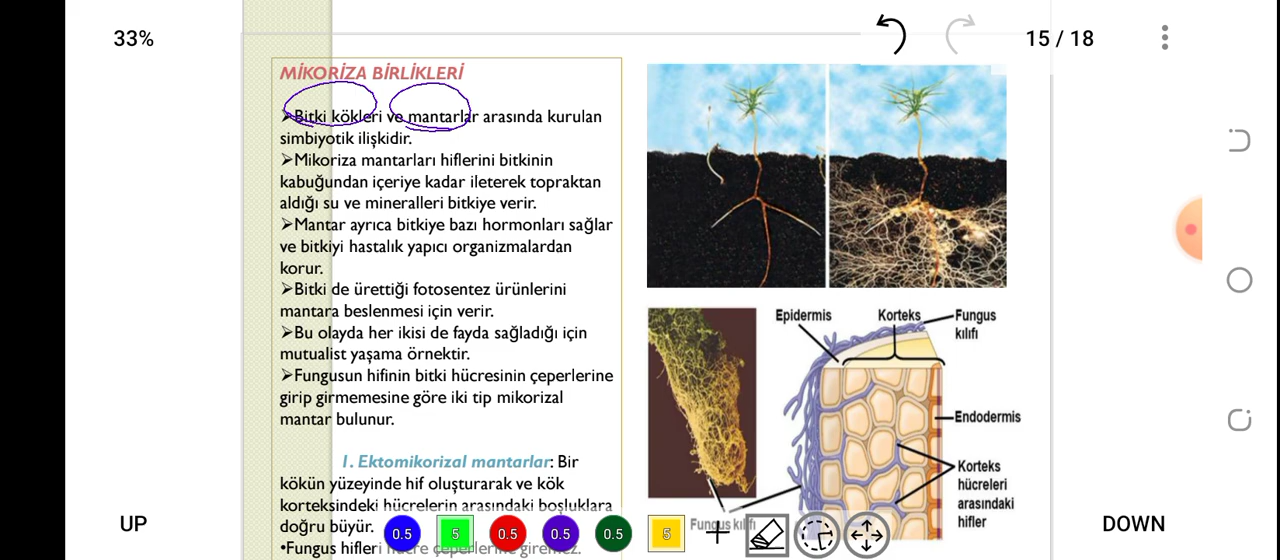 33%
15 / 18
MİKORİZA BİRLİKLERİ
➢Bitki kökleri ve mantarlar arasında kurulan
simbiyotik ilişkidir.
➢Mikoriza mantarları hiflerini bitkinin
kabuğundan içeriye kadar ileterek topraktan
aldığı su ve mineralleri bitkiye verir.
➢Mantar ayrıca bitkiye bazı hormonları sağlar
ve bitkiyi hastalık yapıcı organizmalardan
korur.
➢Bitki de ürettiği fotosentez ürünlerini
mantara beslenmesi için verir.
➢Bu olayda her ikisi de fayda sağladığı için
mutualist yaşama örnektir.
➢Fungusun hifinin bitki hücresinin çeperlerine
girip girmemesine göre iki tip mikorizal
mantar bulunur.
1. Ektomikorizal mantarlar: Bir
kökün yüzeyinde hif oluşturarak ve kök
korteksindeki hücrelerin arasındaki boşluklara
doğru büyür.
•Fungus hifleri hücre çeperlerine giremez.
Epidermis
Korteks
Fungus
kılıfı
Endodermis
Korteks
hücreleri
arasındaki
hifler
Fungus kılıfı
UP
0.5
5
0.5
0.5
0.5
5
DOWN